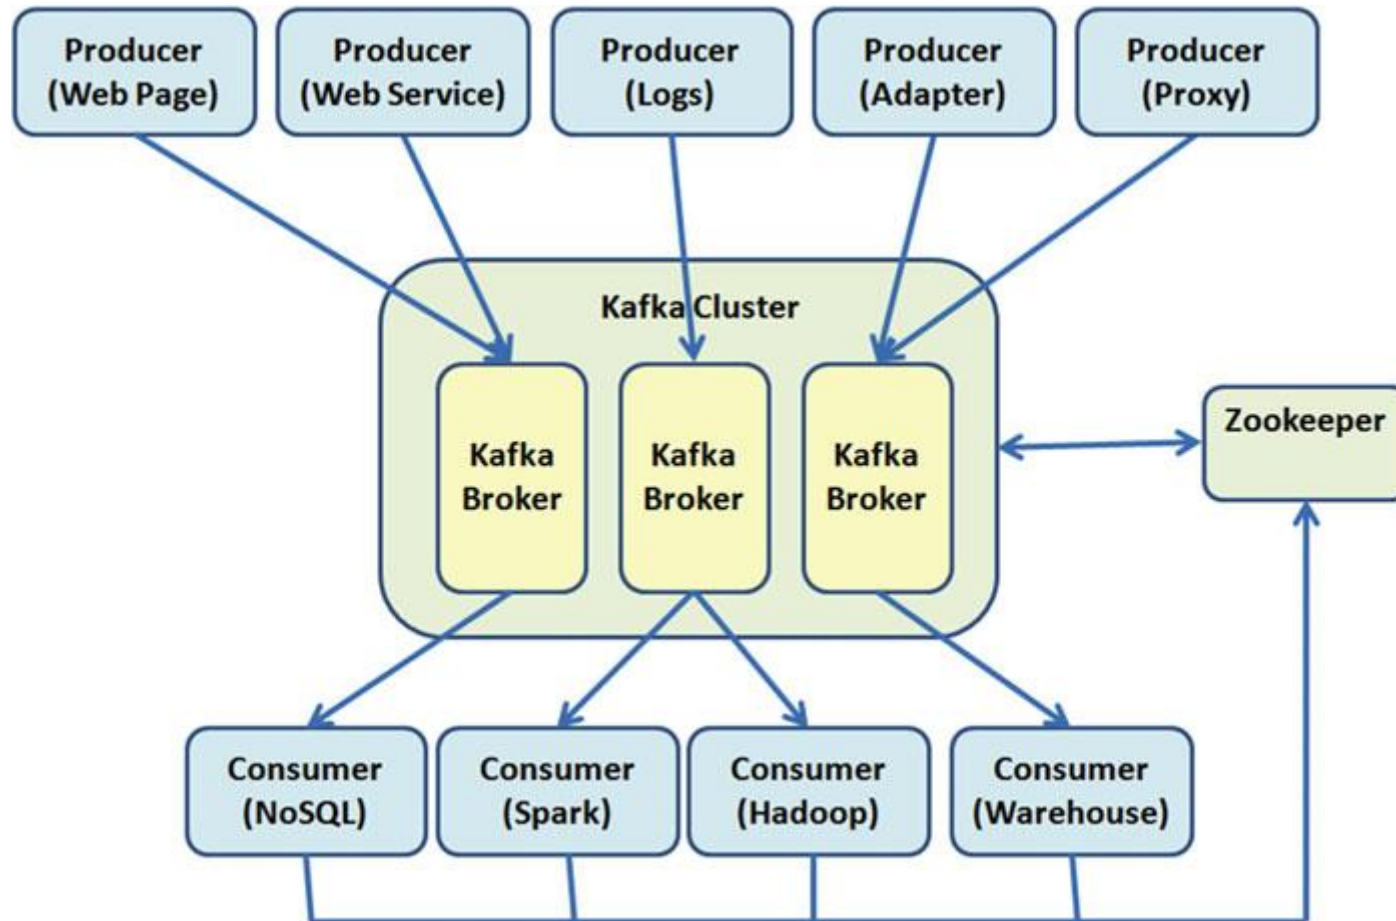 Producer
(Web Page)
Producer
(Web Service)
Producer
(Logs)
Producer
(Adapter)
Producer
(Proxy)
Kafka Cluster
Kafka
Broker
Kafka
Broker
Kafka
Broker
Zookeeper
Consumer
(NoSQL)
Consumer
(Spark)
Consumer
(Hadoop)
Consumer
(Warehouse)